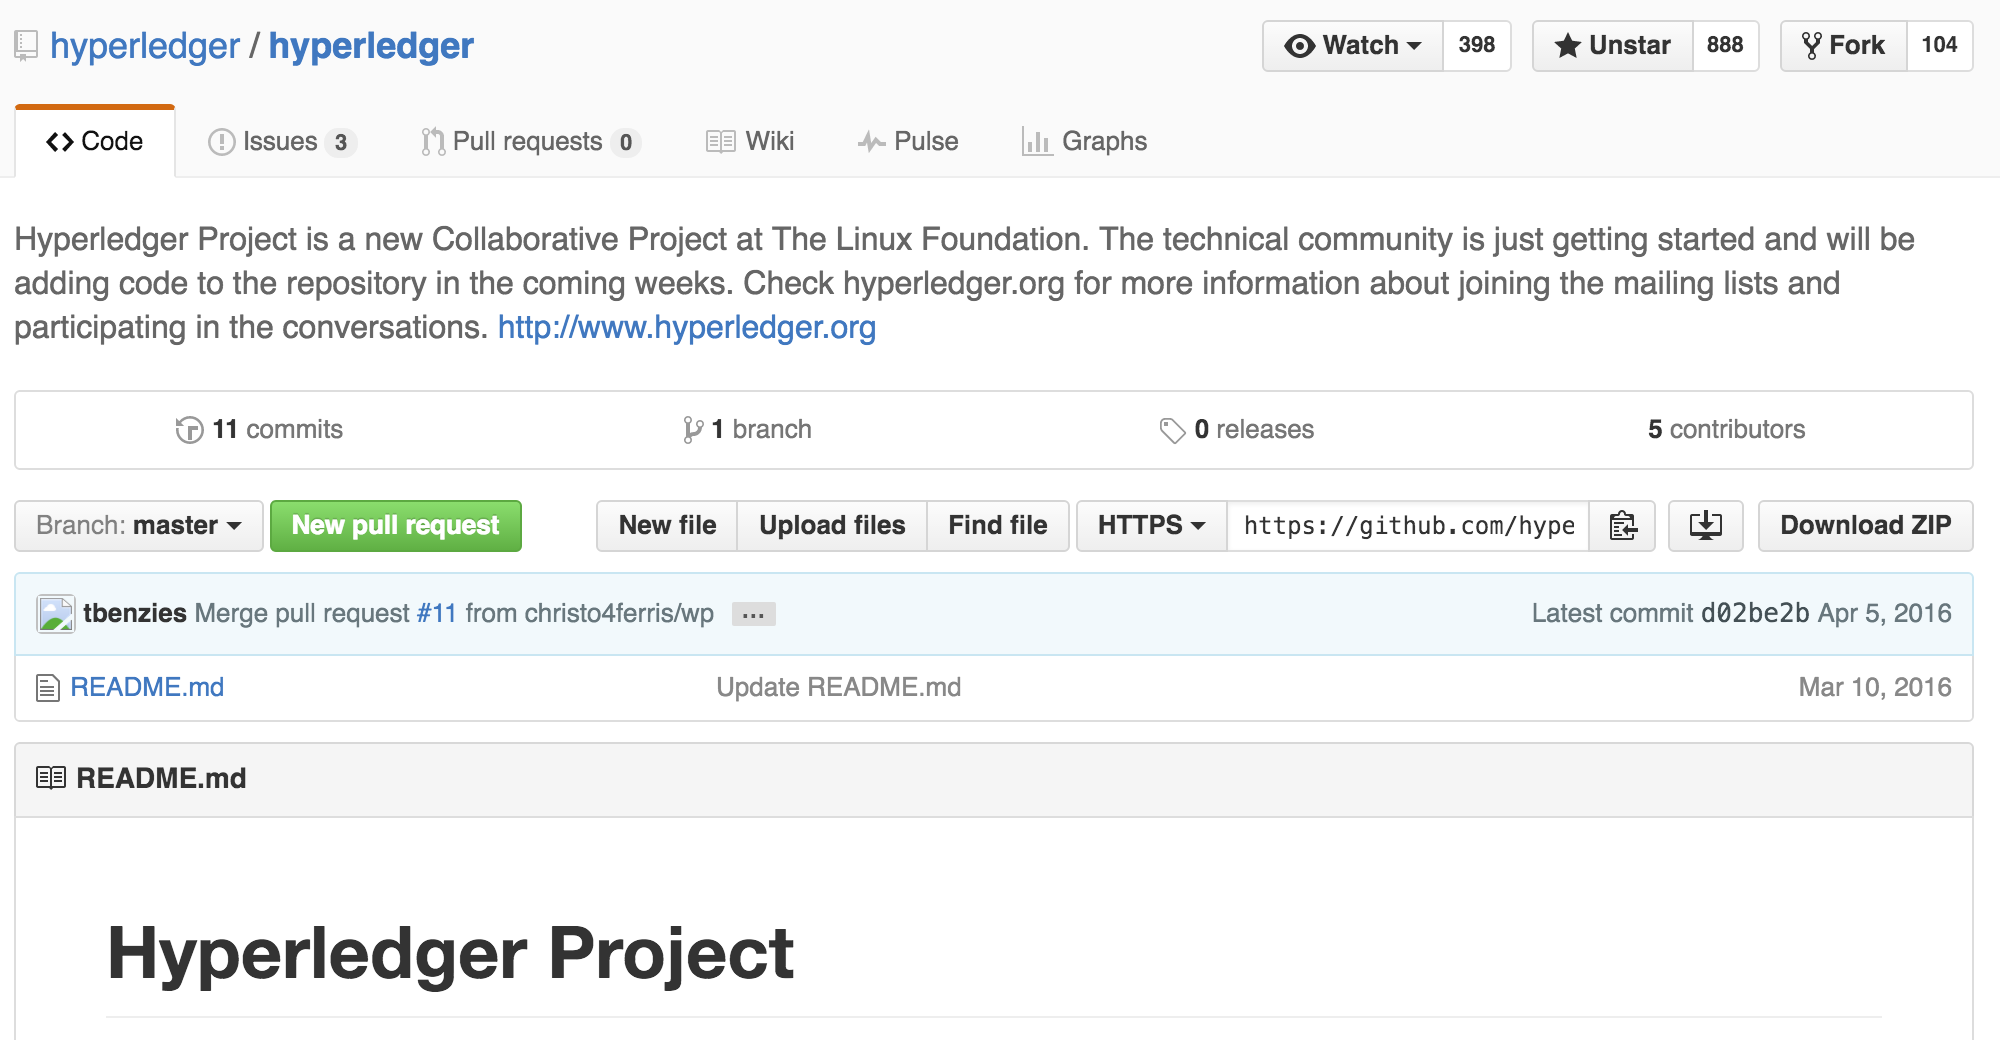 hyperledger / hyperledger
Watch 398 Unstar 888 Fork 104
Code Issues 3 Pull requests 0 Wiki Pulse Graphs
Hyperledger Project is a new Collaborative Project at The Linux Foundation. The technical community is just getting started and will be
adding code to the repository in the coming weeks. Check hyperledger.org for more information about joining the mailing lists and
participating in the conversations. http://www.hyperledger.org
11 commits 1 branch 0 releases 5 contributors
Branch: master New pull request New file Upload files Find file HTTPS https://github.com/hype Download ZIP
tbenzies Merge pull request #11 from christo4ferris/wp ... Latest commit d02be2b Apr 5, 2016
README.md Update README.md Mar 10, 2016
README.md
Hyperledger Project